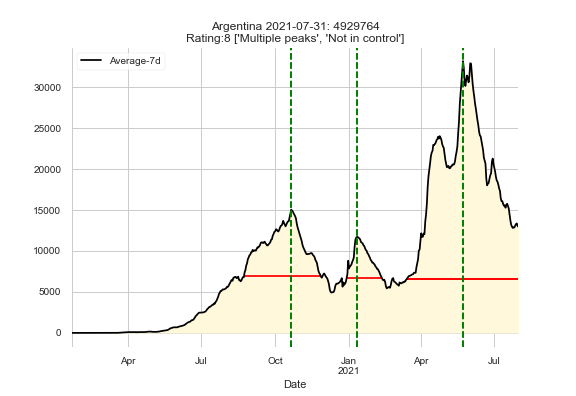 Argentina 2021-07-31: 4929764
Rating:8 ['Multiple peaks', 'Not in control']
Average-7d
30000
25000
20000
15000
10000
5000
0
Apr Jul Oct Jan Apr Jul
2021
Date